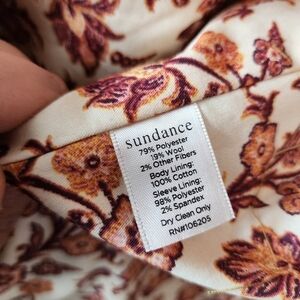 sundance
79% Polyester
19% Wool
2% Other Fibers
Body Lining:
100% Cotton
Sleeve Lining:
98% Polyester
2% Spandex
Dry Clean Only
RN#106205